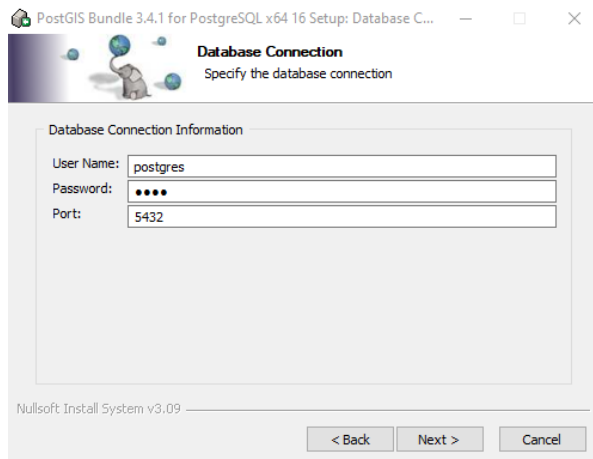 PostGIS Bundle 3.4.1 for PostgreSQL x64 16 Setup: Database C...
Database Connection
Specify the database connection
Database Connection Information
User Name: postgres
Password: ●●●●
Port: 5432
Nullsoft Install System v3.09
< Back Next > Cancel